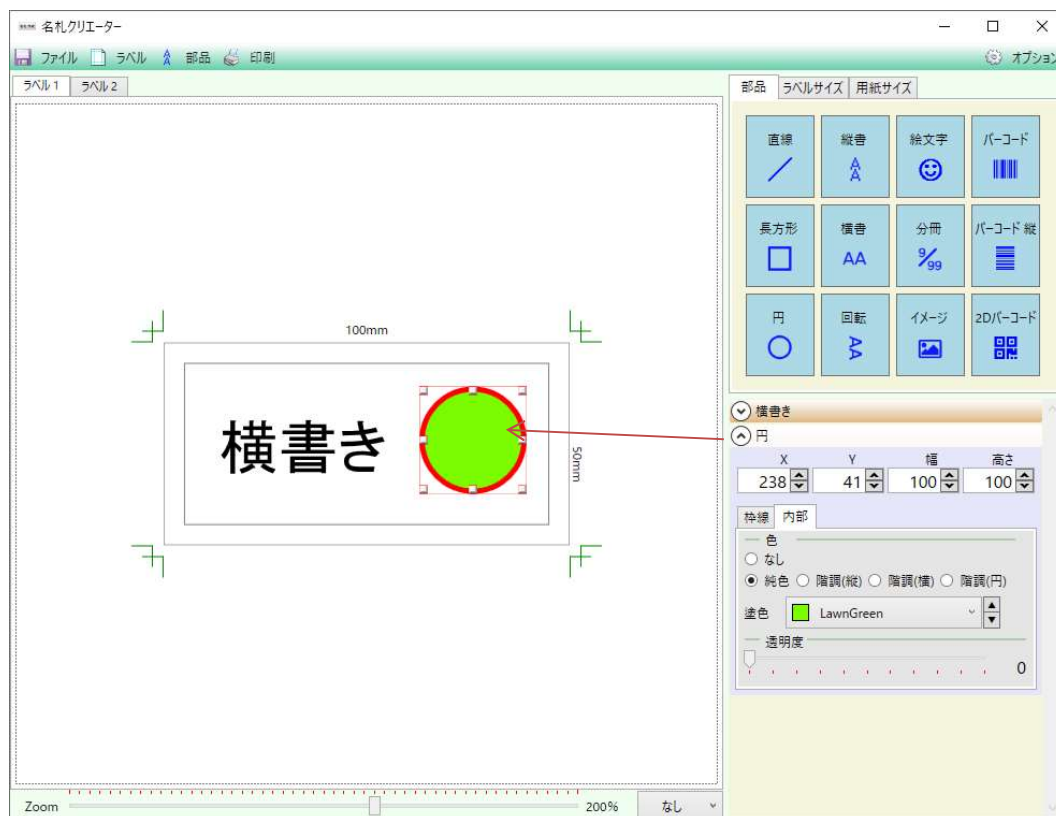 名札クリエーター
ファイル ラベル 部品 印刷 オプション
ラベル 1 ラベル 2
部品 ラベルサイズ 用紙サイズ
直線 縦書 絵文字 バーコード
長方形 横書 分冊 バーコード 縦
AA 9/99
円 回転 イメージ 2Dバーコード
100mm
横書き
50mm
横書き
円
X Y 幅 高さ
238 41 100 100
枠線 内部
色
なし
純色 階調(縦) 階調(横) 階調(円)
塗色 LawnGreen
透明度
0
Zoom 200% なし